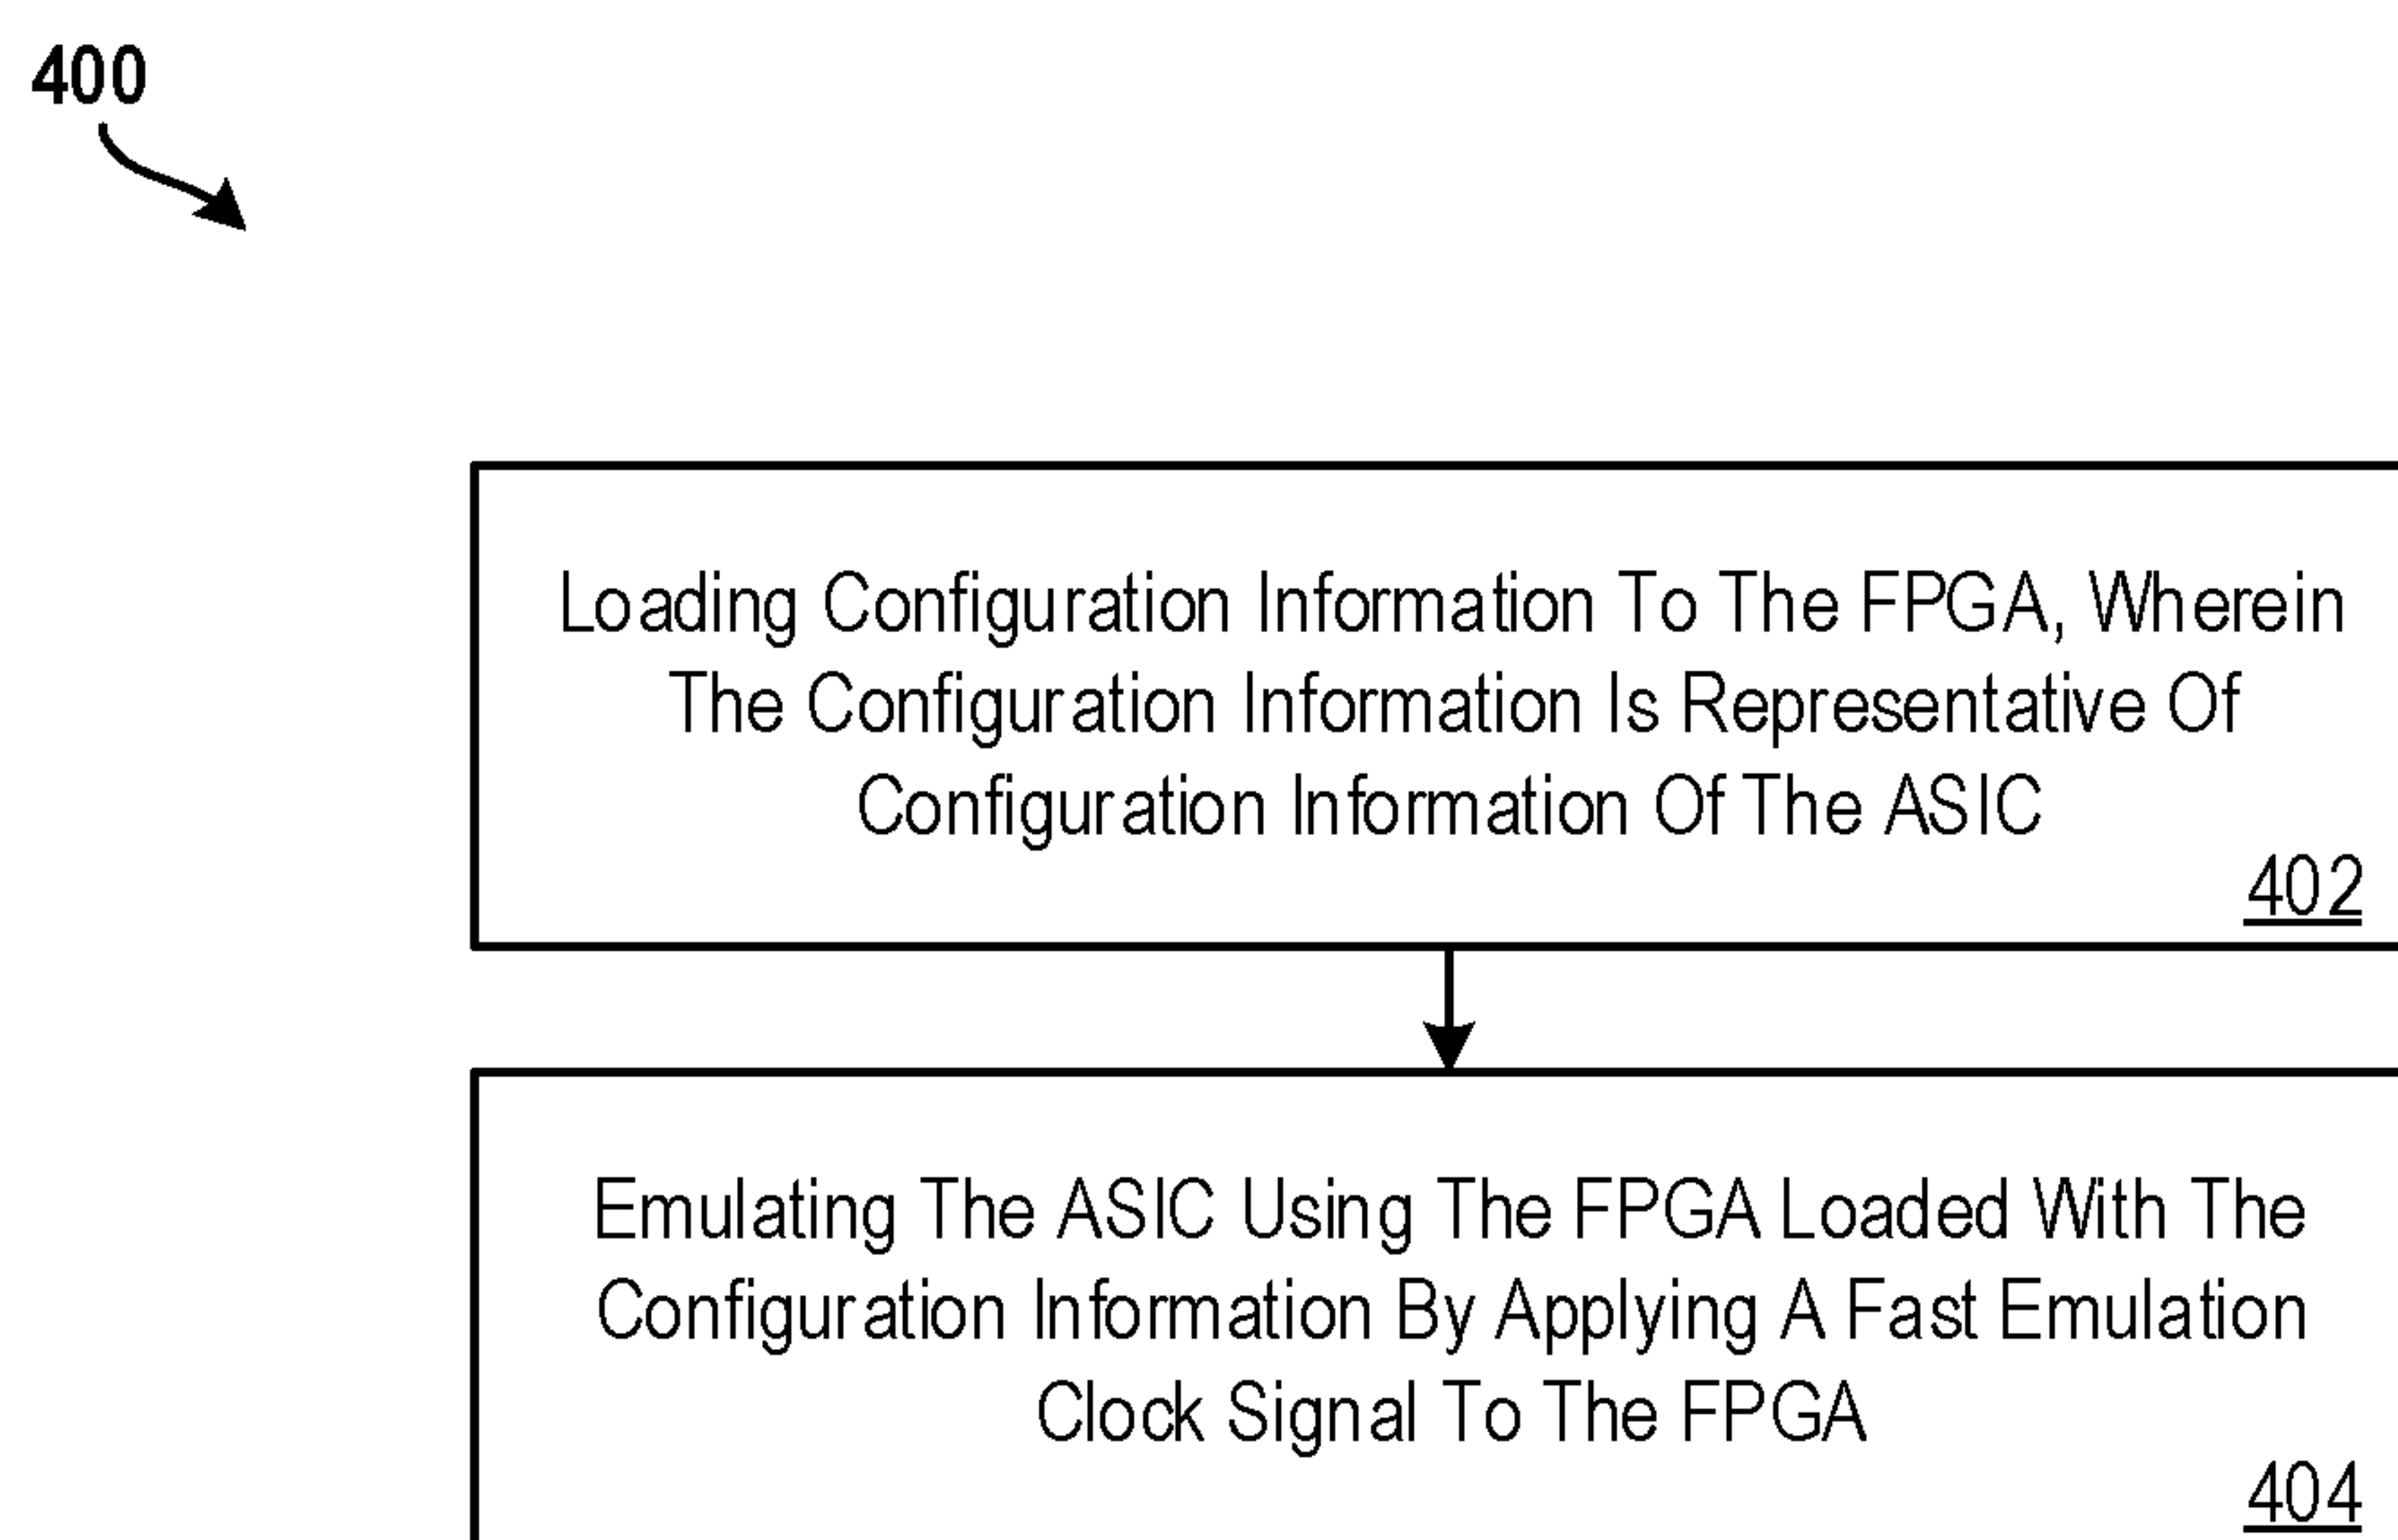 400
Loading Configuration Information To The FPGA, Wherein
The Configuration Information Is Representative Of
Configuration Information Of The ASIC
402
Emulating The ASIC Using The FPGA Loaded With The
Configuration Information By Applying A Fast Emulation
Clock Signal To The FPGA
404